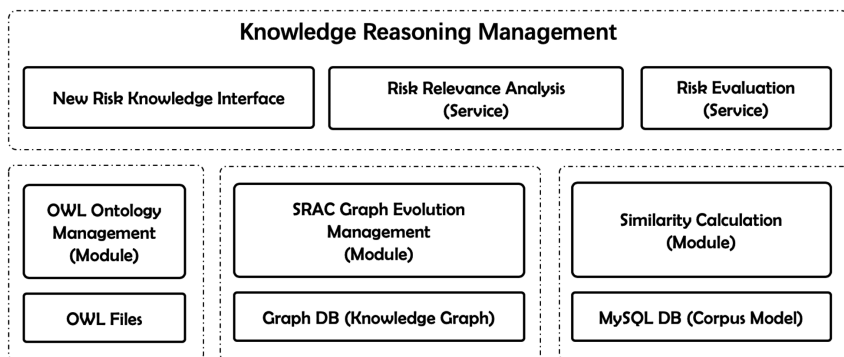 Knowledge Reasoning Management
New Risk Knowledge Interface
Risk Relevance Analysis
(Service)
Risk Evaluation
(Service)
OWL Ontology
Management
(Module)
SRAC Graph Evolution
Management
(Module)
Similarity Calculation
(Module)
OWL Files
Graph DB (Knowledge Graph)
MySQL DB (Corpus Model)